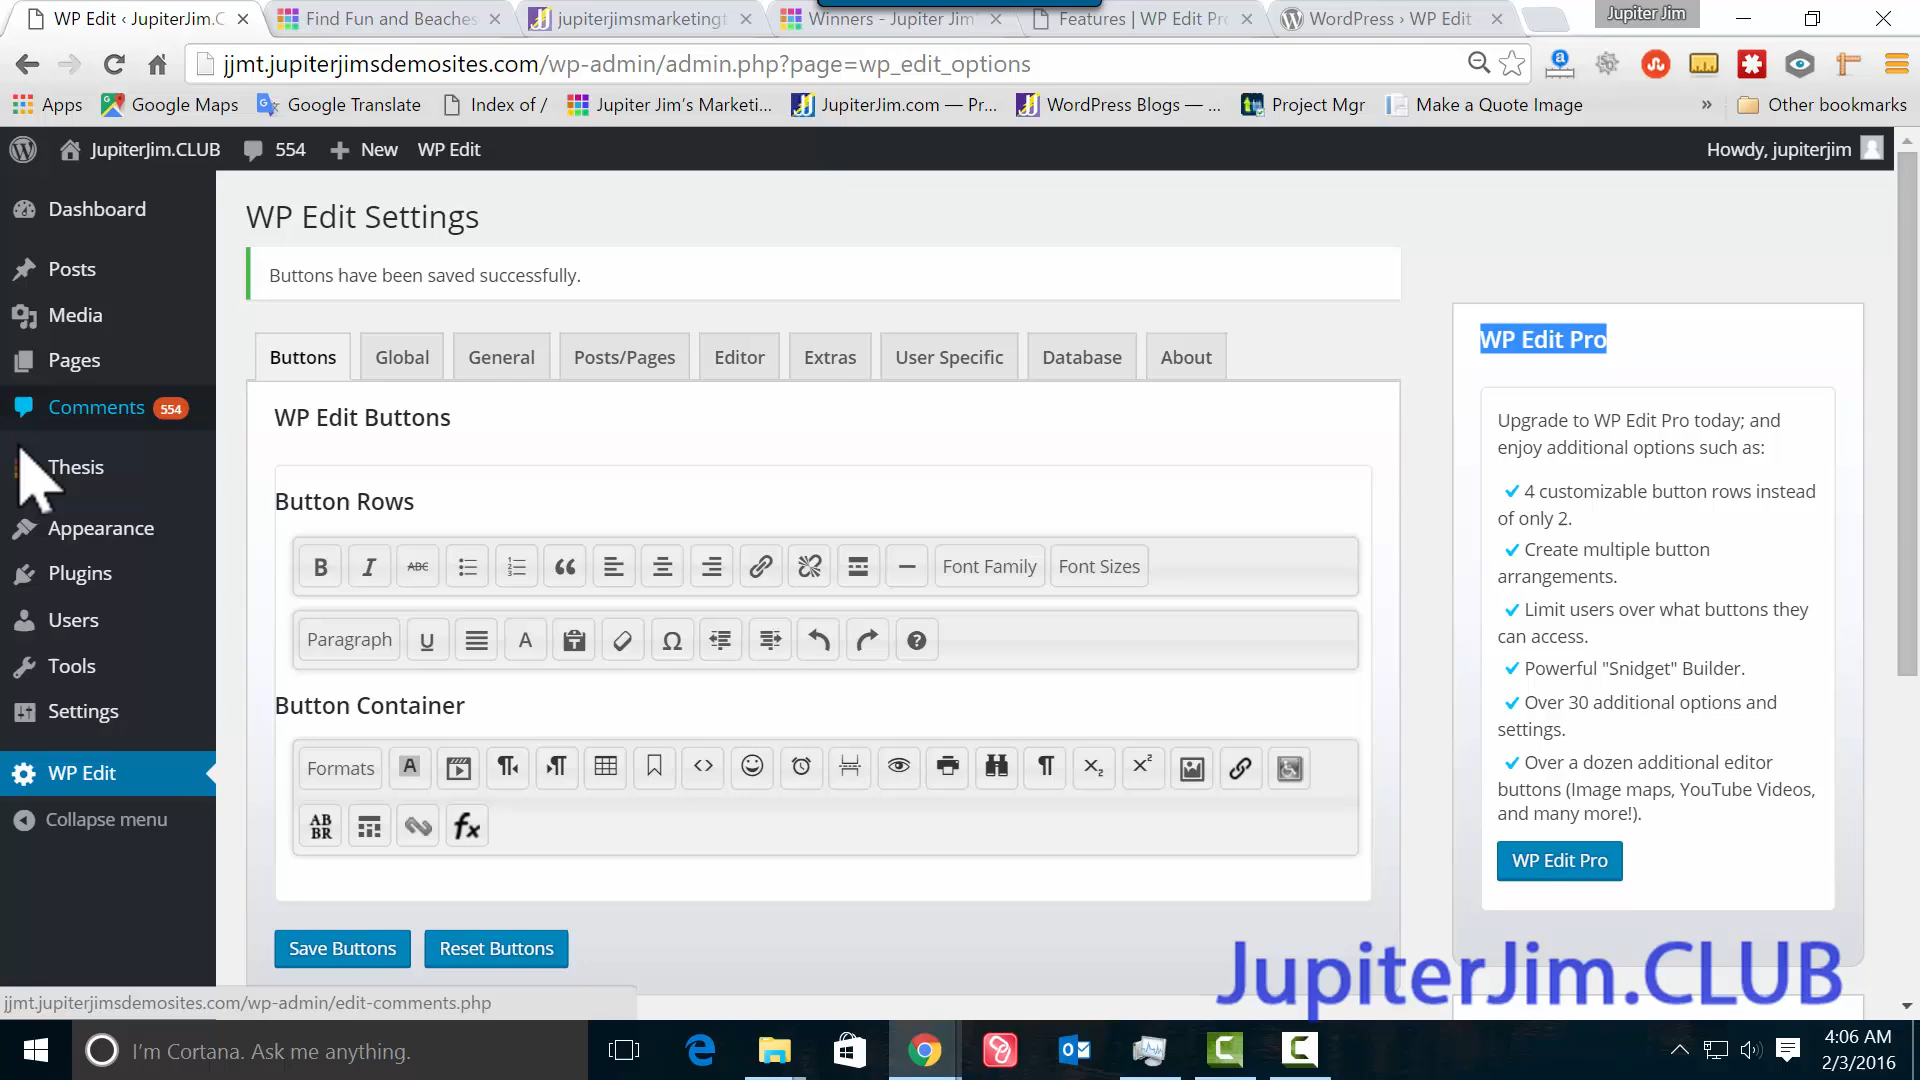 WP Edit ‹ JupiterJim.C
Find Fun and Beaches
jupiterjimsmarketingt
Winners - Jupiter Jim'
Features | WP Edit Pro
WordPress › WP Edit
Jupiter Jim
jjmt.jupiterjimsdemosites.com/wp-admin/admin.php?page=wp_edit_options
Apps
Google Maps
Google Translate
Index of /
Jupiter Jim's Marketi...
JupiterJim.com — Pr...
WordPress Blogs — ...
Project Mgr
Make a Quote Image
»
Other bookmarks
JupiterJim.CLUB
554
New
WP Edit
Howdy, jupiterjim
Dashboard
Posts
Media
Pages
Comments 554
Thesis
Appearance
Plugins
Users
Tools
Settings
WP Edit
Collapse menu
WP Edit Settings
Buttons have been saved successfully.
Buttons
Global
General
Posts/Pages
Editor
Extras
User Specific
Database
About
WP Edit Buttons
Button Rows
B I ABC Font Family Font Sizes
Paragraph U A T Ω ?
Button Container
Formats A <> X₂ X²
AB BR fx
Save Buttons
Reset Buttons
WP Edit Pro
Upgrade to WP Edit Pro today; and
enjoy additional options such as:
✔ 4 customizable button rows instead
of only 2.
✔ Create multiple button
arrangements.
✔ Limit users over what buttons they
can access.
✔ Powerful "Snidget" Builder.
✔ Over 30 additional options and
settings.
✔ Over a dozen additional editor
buttons (Image maps, YouTube Videos,
and many more!).
WP Edit Pro
JupiterJim.CLUB
jjmt.jupiterjimsdemosites.com/wp-admin/edit-comments.php
I'm Cortana. Ask me anything.
4:06 AM
2/3/2016